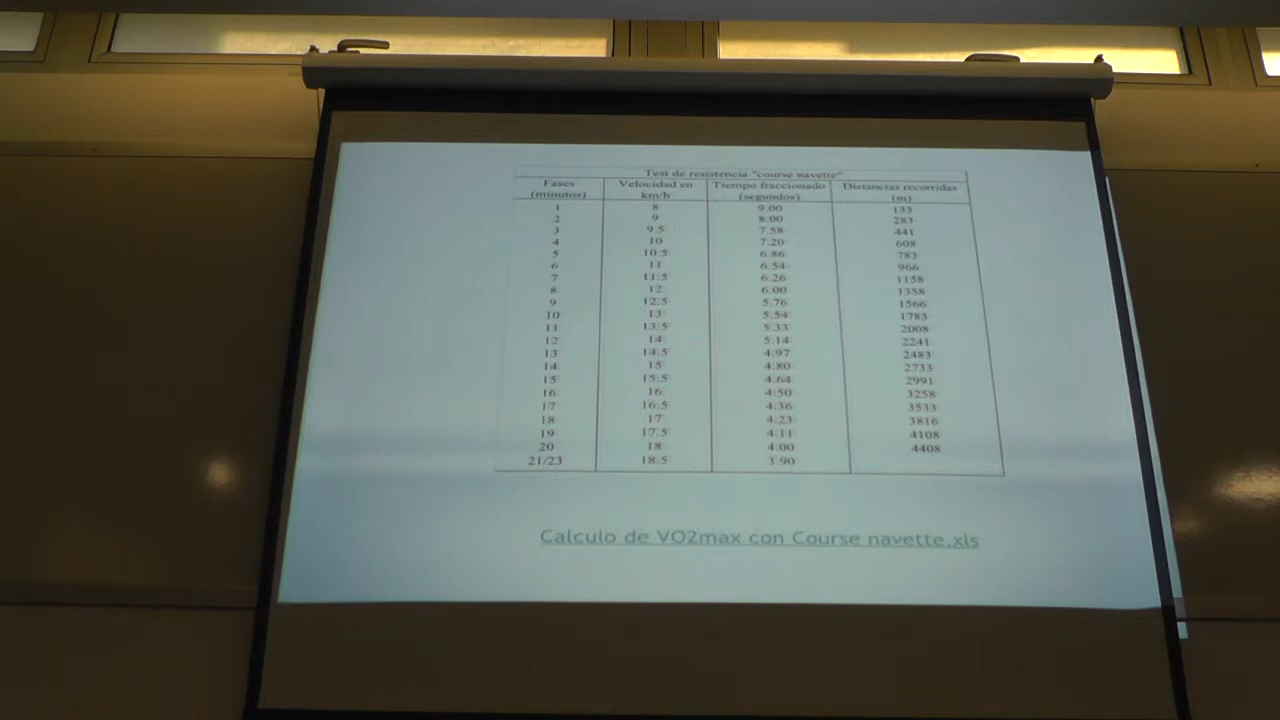 Test de resistencia "course navette"
Fases (minutos) Velocidad en km/h Tiempo fraccionado (segundos) Distancias recorridas (m)
1 8 9.00 133
2 9 8.00 283
3 9.5 7.58 441
4 10 7.20 608
5 10.5 6.86 783
6 11 6.54 966
7 11.5 6.26 1158
8 12 6.00 1358
9 12.5 5.76 1566
10 13 5.54 1783
11 13.5 5.33 2008
12 14 5.14 2241
13 14.5 4.97 2483
14 15 4.80 2733
15 15.5 4.64 2991
16 16 4.50 3258
17 16.5 4.36 3533
18 17 4.23 3816
19 17.5 4.11 4108
20 18 4.00 4408
21/23 18.5 3.90
Calculo de VO2max con Course navette.xls